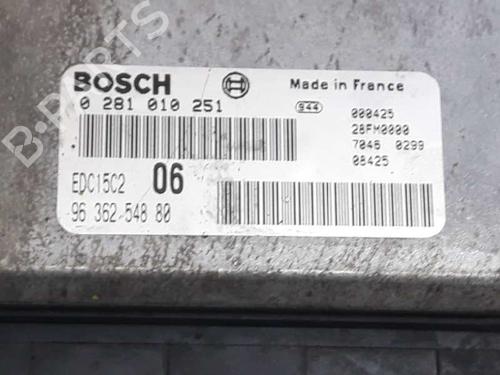 BOSCH
Made in France
0 281 010 251
944
000425
28FM0000
7046 0299
08425
EDC15C2 06
96 362 548 80
B-PARTS